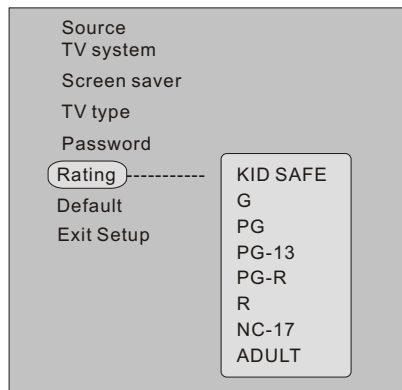 Source
TV system
Screen saver
TV type
Password
Rating
Default
Exit Setup
KID SAFE
G
PG
PG-13
PG-R
R
NC-17
ADULT